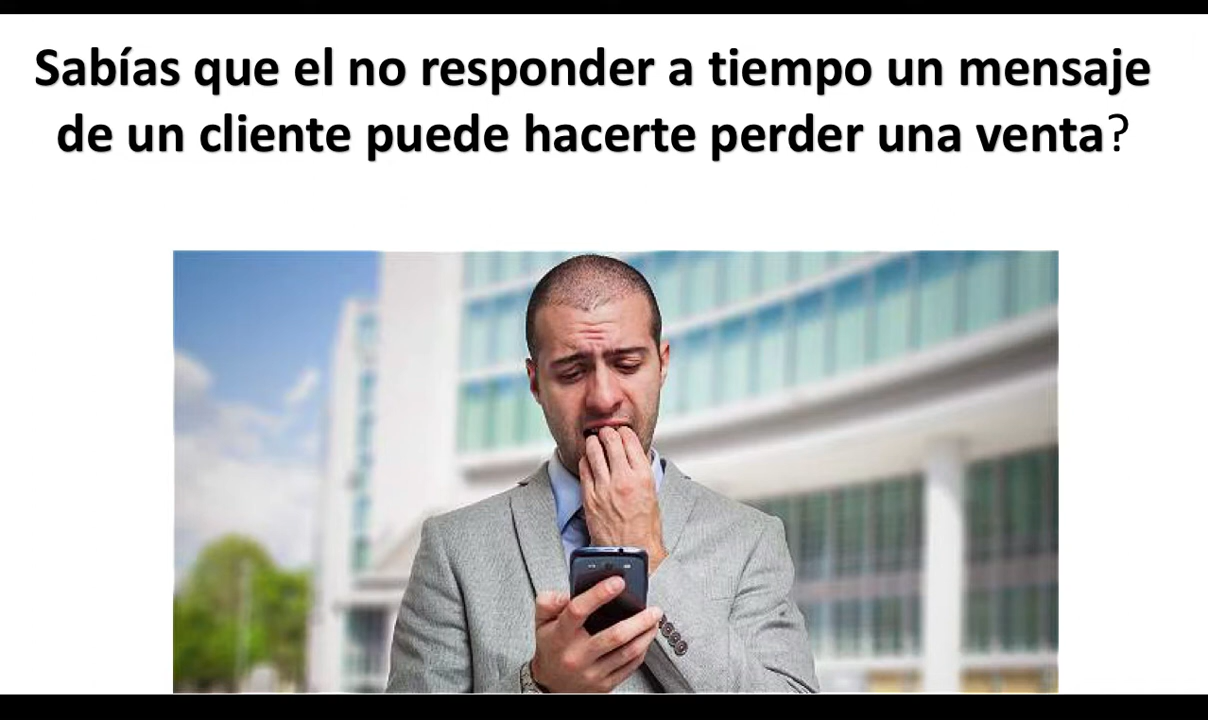 Sabías que el no responder a tiempo un mensaje
de un cliente puede hacerte perder una venta?